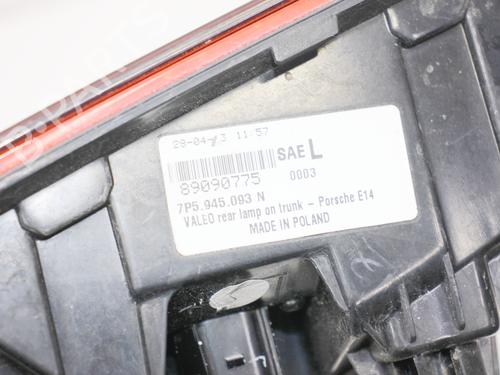 28-04-13 11:57
SAE L
89090775 0003
7P5.945.093 N
VALEO rear lamp on trunk - Porsche E14
MADE IN POLAND
B-PARTS